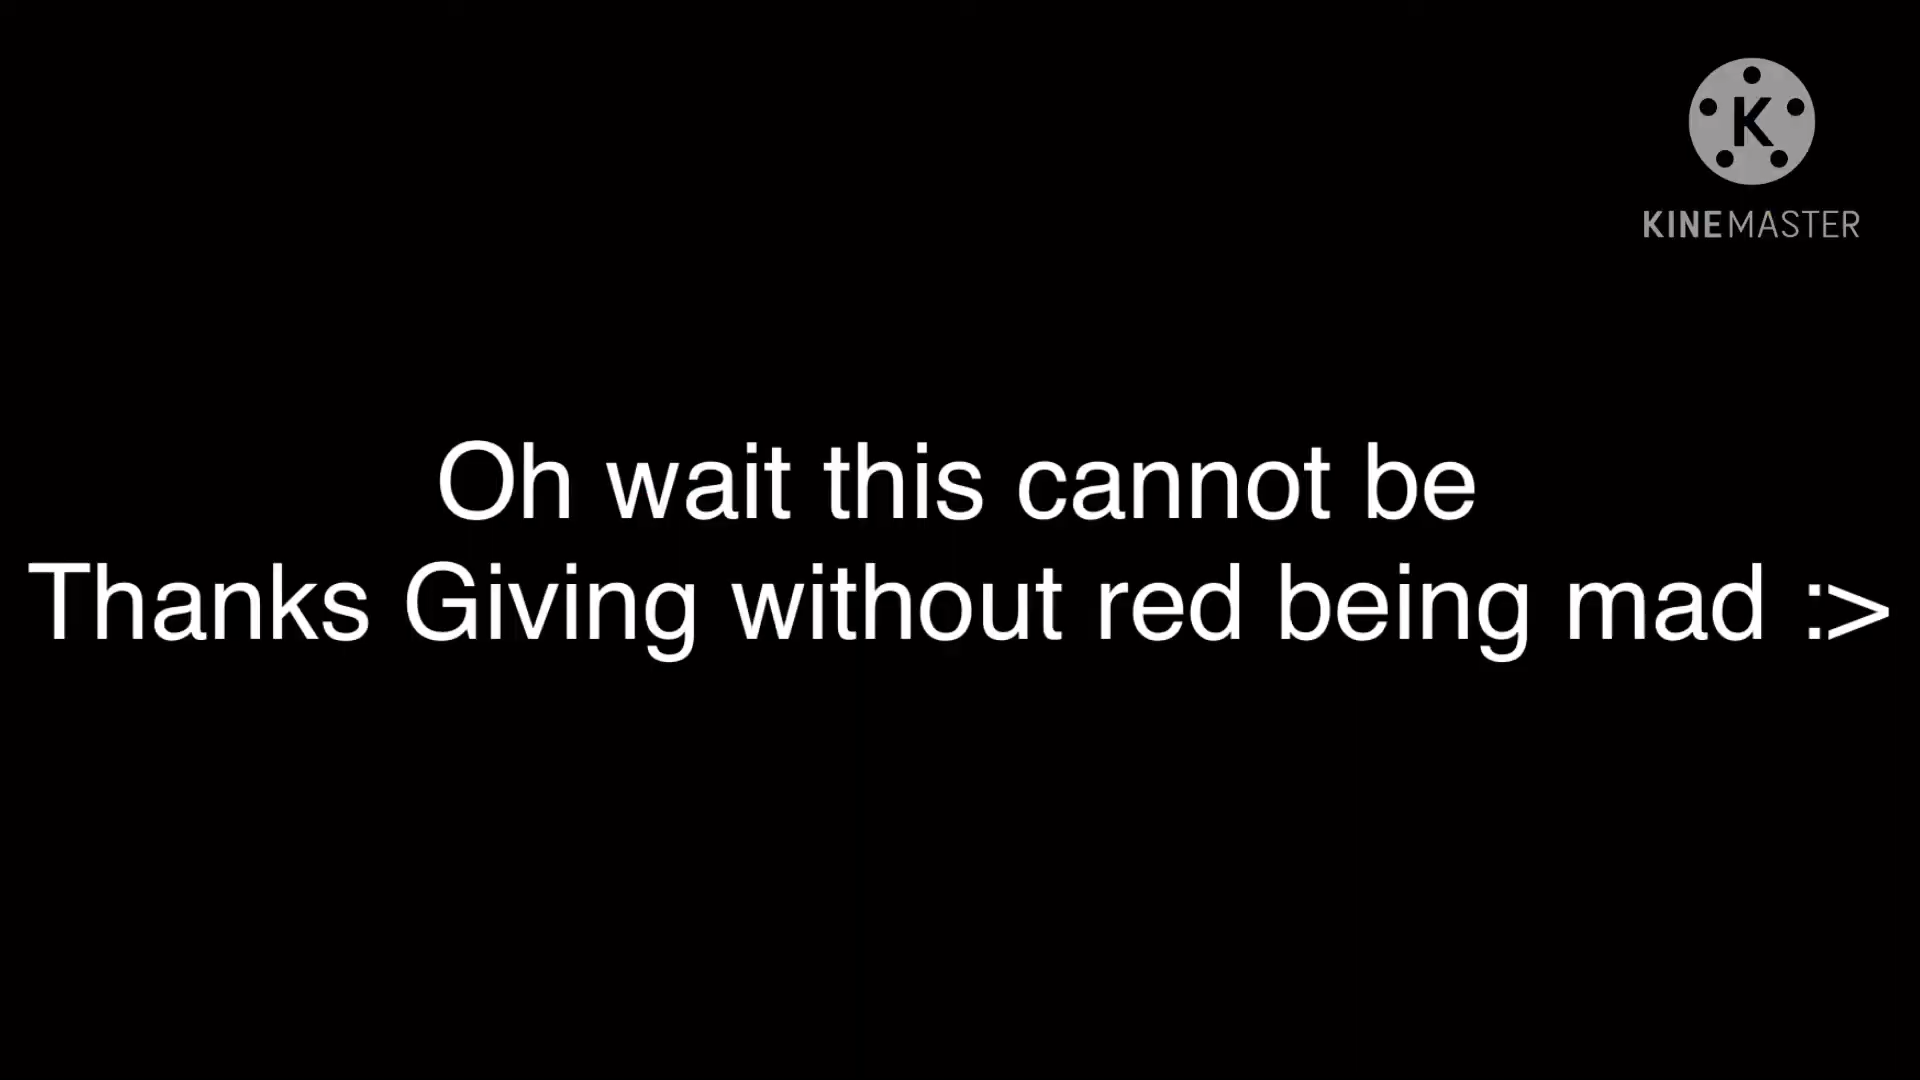 K
KINEMASTER
Oh wait this cannot be
Thanks Giving without red being mad :>